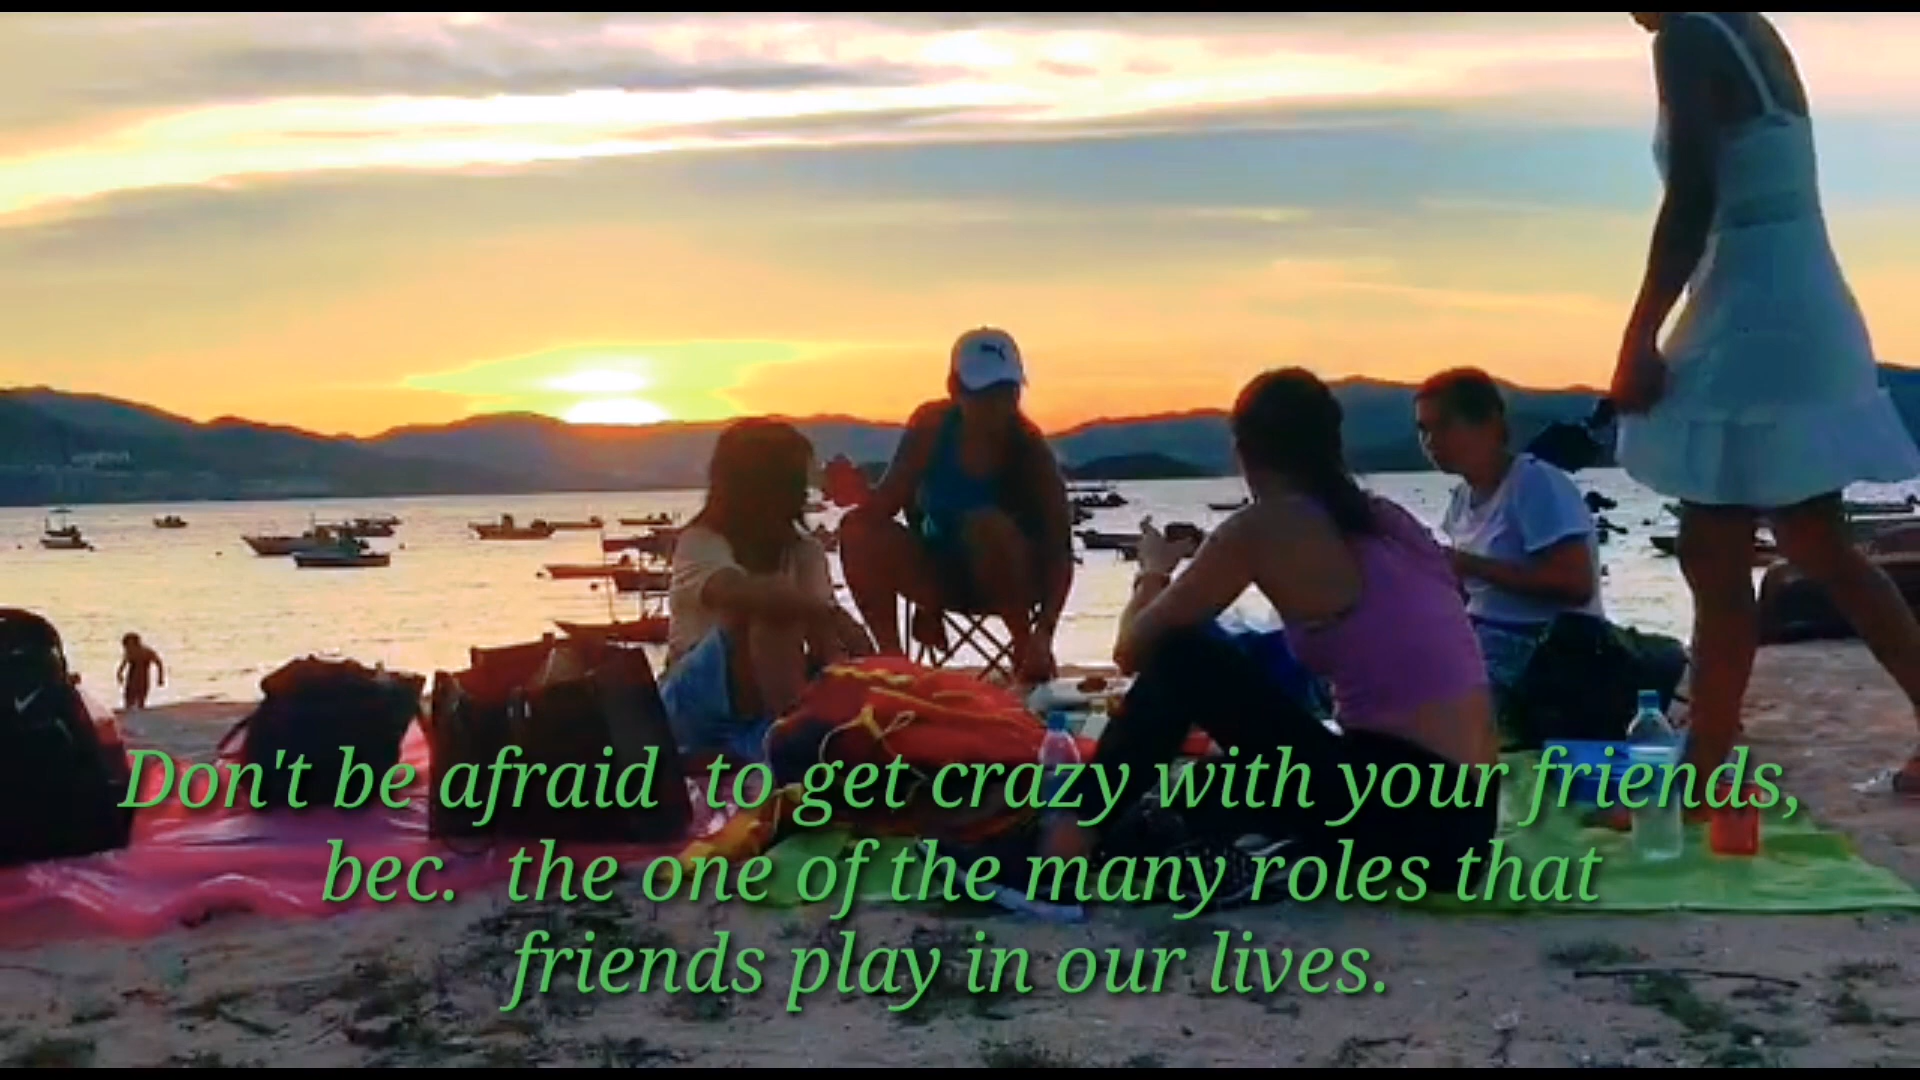 Don't be afraid  to get crazy with your friends,
bec.  the one of the many roles that
friends play in our lives.